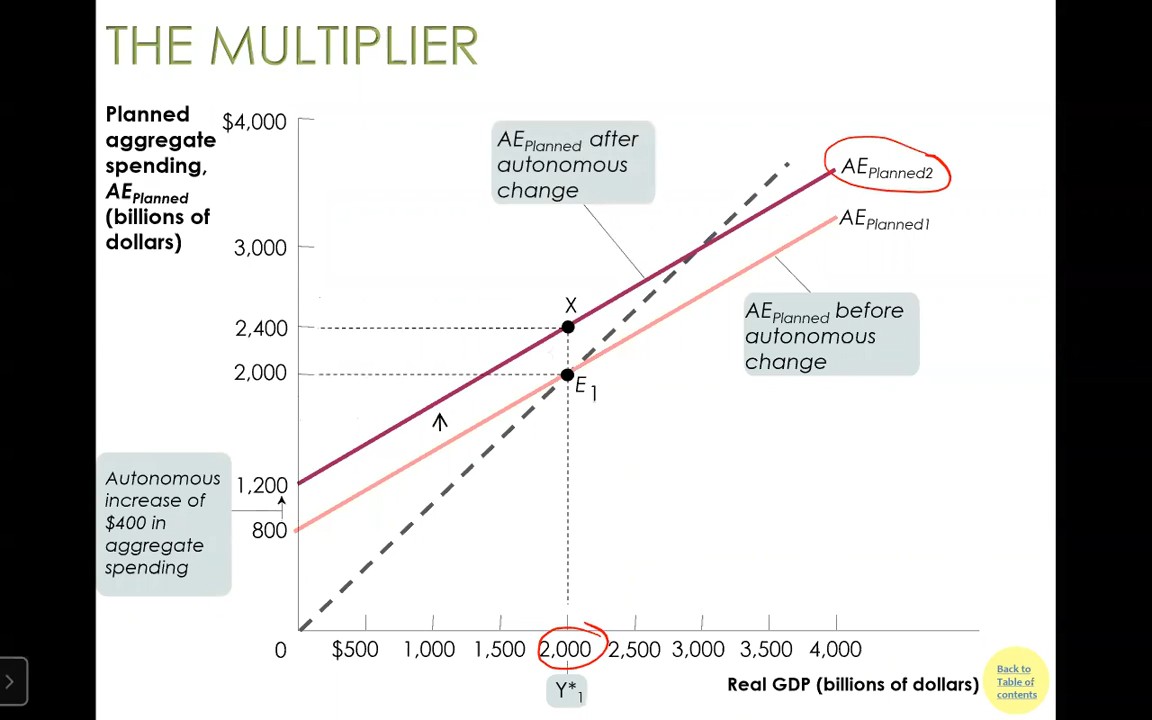 THE MULTIPLIER
Planned
aggregate
spending,
AEPlanned
(billions of
dollars)
$4,000
3,000
2,400
2,000
1,200
800
AEPlanned after
autonomous
change
AEPlanned2
AEPlanned1
X
E1
AEPlanned before
autonomous
change
Autonomous
increase of
$400 in
aggregate
spending
0 $500 1,000 1,500 2,000 2,500 3,000 3,500 4,000
Y*1
Real GDP (billions of dollars)
Back to
Table of
contents